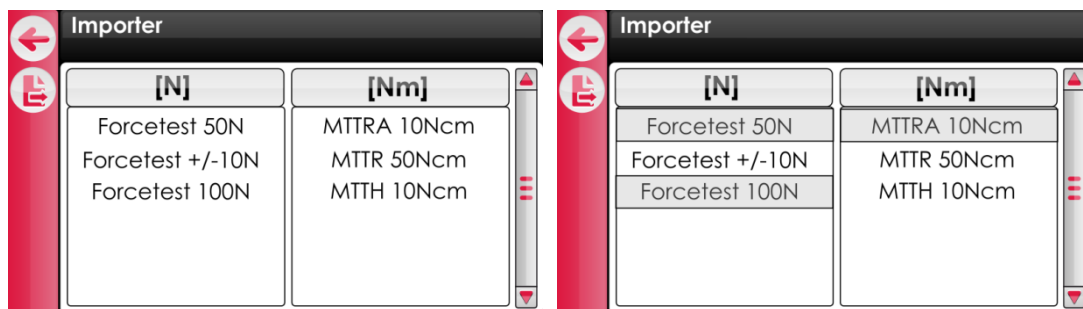 Importer
[N] [Nm]
Forcetest 50N MTTRA 10Ncm
Forcetest +/-10N MTTR 50Ncm
Forcetest 100N MTTH 10Ncm
Importer
[N] [Nm]
Forcetest 50N MTTRA 10Ncm
Forcetest +/-10N MTTR 50Ncm
Forcetest 100N MTTH 10Ncm